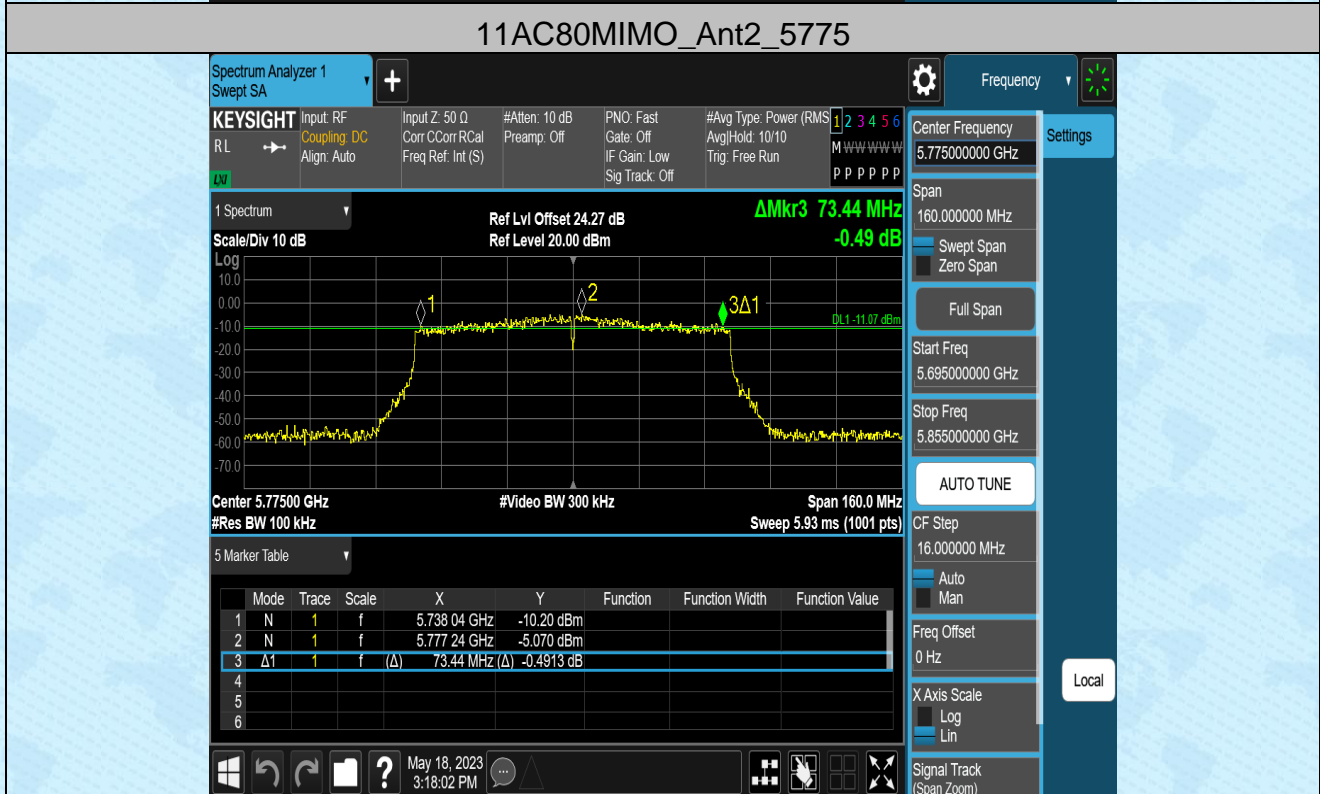 11AC80MIMO_Ant2_5775
Spectrum Analyzer 1
Swept SA
Frequency
KEYSIGHT
RL
LXI
Input: RF
Coupling: DC
Align: Auto
Input Z: 50 Ω
Corr CCorr RCal
Freq Ref: Int (S)
#Atten: 10 dB
Preamp: Off
PNO: Fast
Gate: Off
IF Gain: Low
Sig Track: Off
#Avg Type: Power (RMS
Avg|Hold: 10/10
Trig: Free Run
1 2 3 4 5 6
M W W W W W
P P P P P P
Center Frequency
5.775000000 GHz
Settings
Span
160.000000 MHz
Swept Span
Zero Span
Full Span
Start Freq
5.695000000 GHz
Stop Freq
5.855000000 GHz
AUTO TUNE
CF Step
16.000000 MHz
Auto
Man
Freq Offset
0 Hz
X Axis Scale
Log
Lin
Signal Track
(Span Zoom)
Local
1 Spectrum
Scale/Div 10 dB
Ref Lvl Offset 24.27 dB
Ref Level 20.00 dBm
ΔMkr3 73.44 MHz
-0.49 dB
Log
10.0
0.00
-10.0
-20.0
-30.0
-40.0
-50.0
-60.0
-70.0
1
2
3Δ1
DL1 -11.07 dBm
Center 5.77500 GHz
#Video BW 300 kHz
Span 160.0 MHz
#Res BW 100 kHz
Sweep 5.93 ms (1001 pts)
5 Marker Table
Mode Trace Scale X Y Function Function Width Function Value
1 N 1 f 5.738 04 GHz -10.20 dBm
2 N 1 f 5.777 24 GHz -5.070 dBm
3 Δ1 1 f (Δ) 73.44 MHz (Δ) -0.4913 dB
4
5
6
?
May 18, 2023
3:18:02 PM